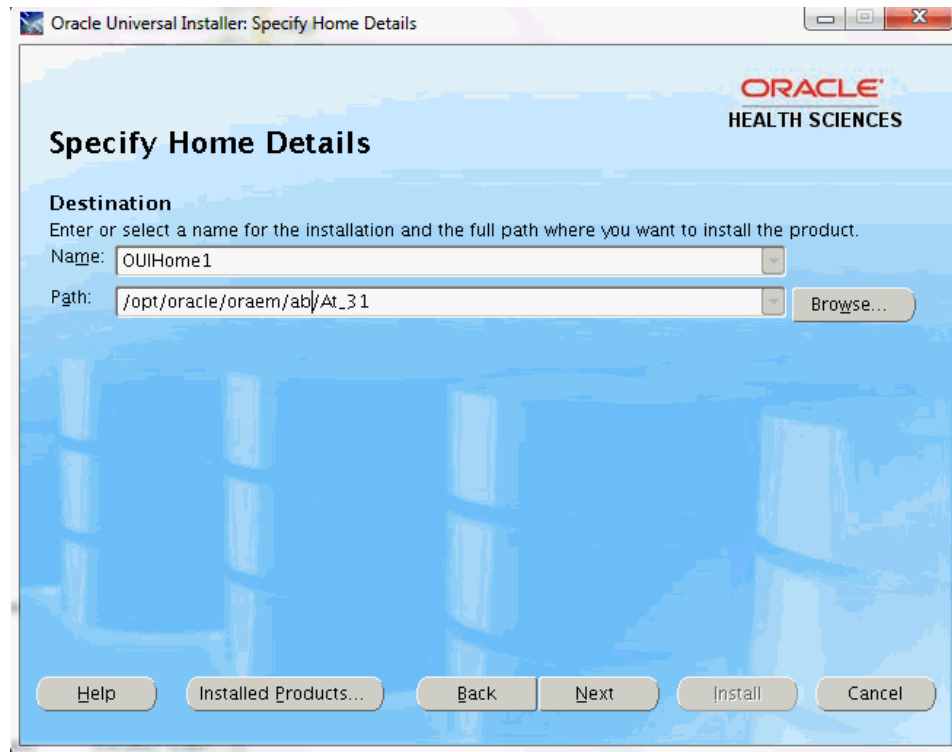 Oracle Universal Installer: Specify Home Details
ORACLE
HEALTH SCIENCES
Specify Home Details
Destination
Enter or select a name for the installation and the full path where you want to install the product.
Name: OUIHome1
Path: /opt/oracle/oraem/ab/At_31 Browse...
Help Installed Products... Back Next Install Cancel